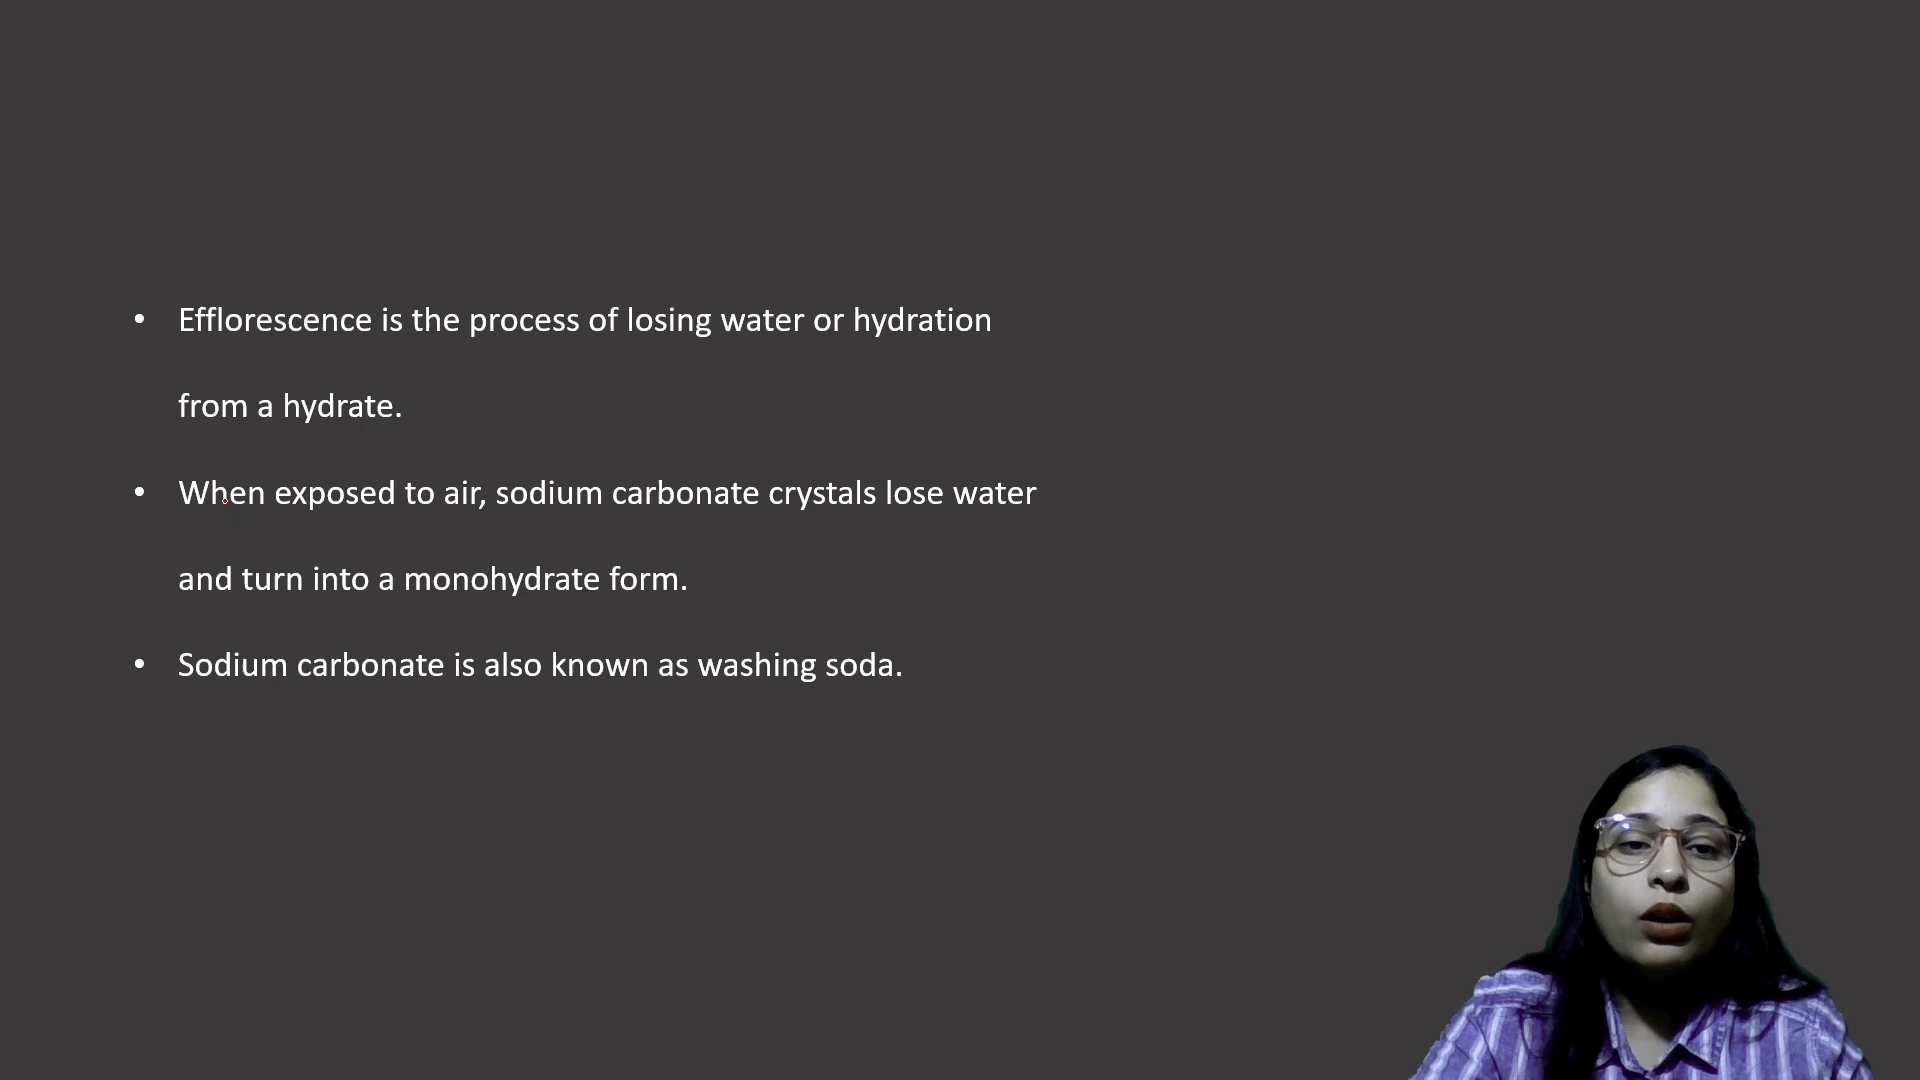 • Efflorescence is the process of losing water or hydration
from a hydrate.
• When exposed to air, sodium carbonate crystals lose water
and turn into a monohydrate form.
• Sodium carbonate is also known as washing soda.